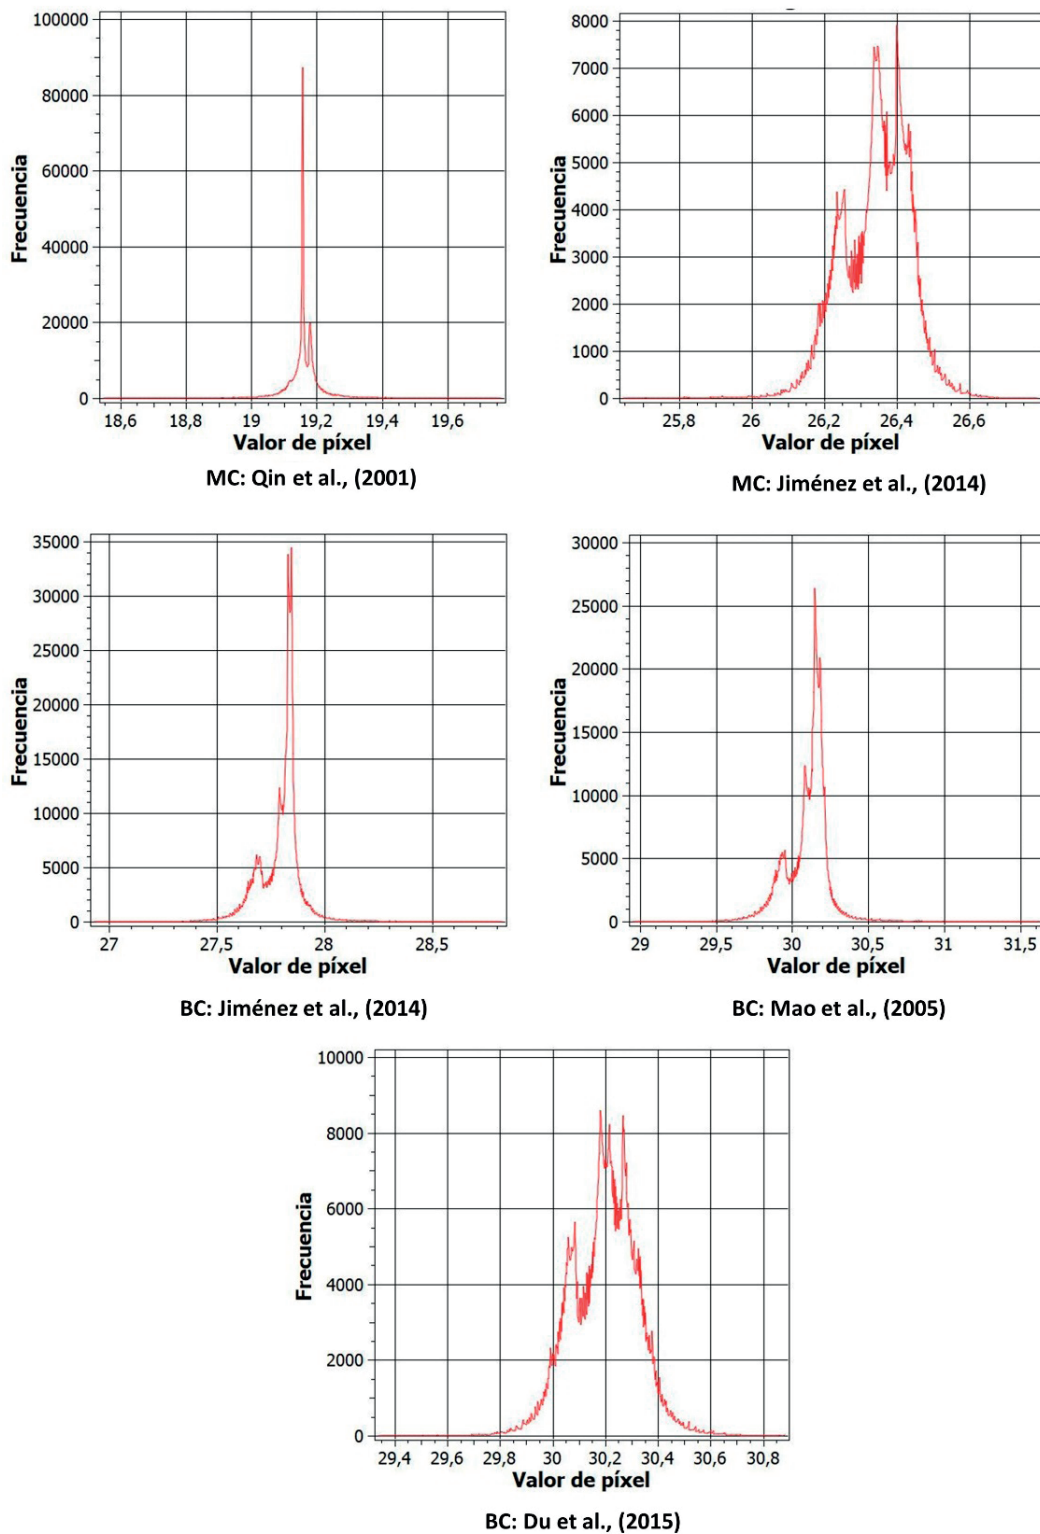 100000
80000
60000
40000
20000
0
Frecuencia
18,6 18,8 19 19,2 19,4 19,6
Valor de píxel
MC: Qin et al., (2001)
8000
7000
6000
5000
4000
3000
2000
1000
0
Frecuencia
25,8 26 26,2 26,4 26,6
Valor de píxel
MC: Jiménez et al., (2014)
35000
30000
25000
20000
15000
10000
5000
0
Frecuencia
27 27,5 28 28,5
Valor de píxel
BC: Jiménez et al., (2014)
30000
25000
20000
15000
10000
5000
0
Frecuencia
29 29,5 30 30,5 31 31,5
Valor de píxel
BC: Mao et al., (2005)
10000
8000
6000
4000
2000
0
Frecuencia
29,4 29,6 29,8 30 30,2 30,4 30,6 30,8
Valor de píxel
BC: Du et al., (2015)